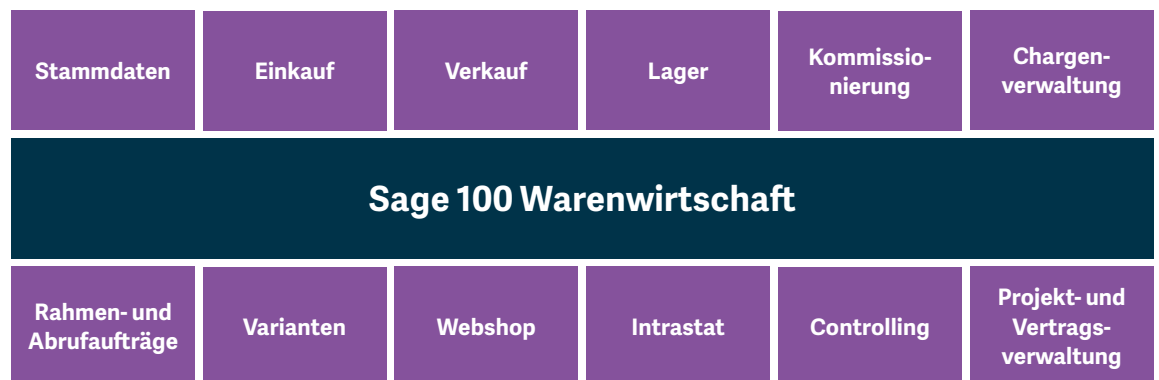 Stammdaten
Einkauf
Verkauf
Lager
Kommissio-
nierung
Chargen-
verwaltung
Sage 100 Warenwirtschaft
Rahmen- und
Abrufaufträge
Varianten
Webshop
Intrastat
Controlling
Projekt- und
Vertrags-
verwaltung